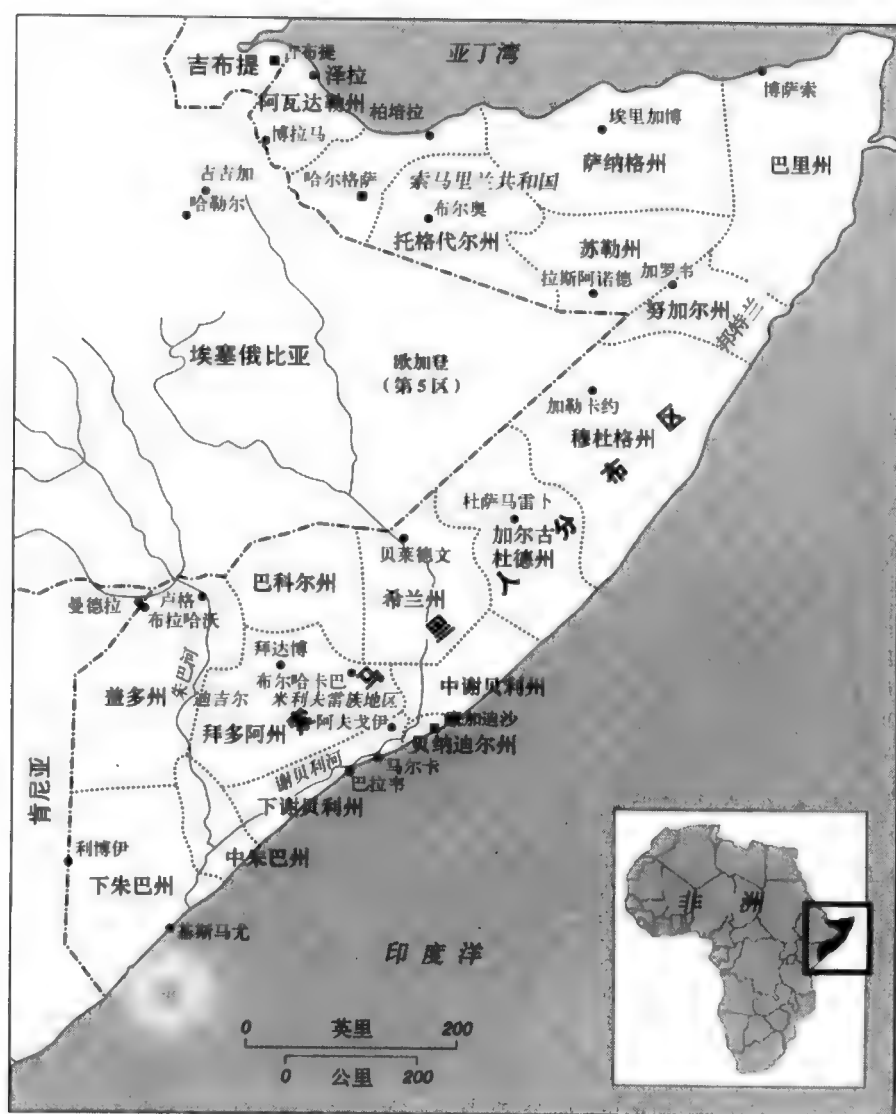 吉布提
吉布提
泽拉
亚丁湾
阿瓦达勒州
柏培拉
博萨索
埃里加博
博拉马
萨纳格州
巴里州
吉吉加
哈勒尔
哈尔格萨
索马里兰共和国
布尔奥
托格代尔州
苏勒州
拉斯阿诺德
加罗韦
努加尔州
邦特兰
埃塞俄比亚
欧加登
（第5区）
加勒卡约
穆杜格州
杜萨马雷卜
加尔古
杜德州
贝莱德文
巴科尔州
希兰州
曼德拉
卢格
布拉哈沃
朱巴河
拜达博
布尔哈卡巴
盖多州
迪吉尔
米利夫雷族地区
拜多阿州
阿夫戈伊
中谢贝利州
摩加迪沙
贝纳迪尔州
谢贝利河
马尔卡
巴拉韦
下谢贝利州
肯尼亚
利博伊
中朱巴州
下朱巴州
基斯马尤
索马里人分布区
印度洋
非洲
0 英里 200
0 公里 200